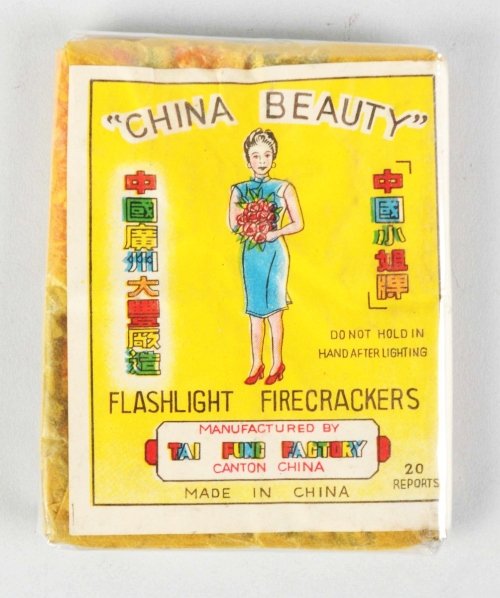 "CHINA BEAUTY"
中國廣州大豐廠造
「中國小姐牌」
DO NOT HOLD IN
HAND AFTER LIGHTING
FLASHLIGHT FIRECRACKERS
MANUFACTURED BY
TAI FUNG FACTORY
CANTON CHINA
20
REPORTS
MADE IN CHINA